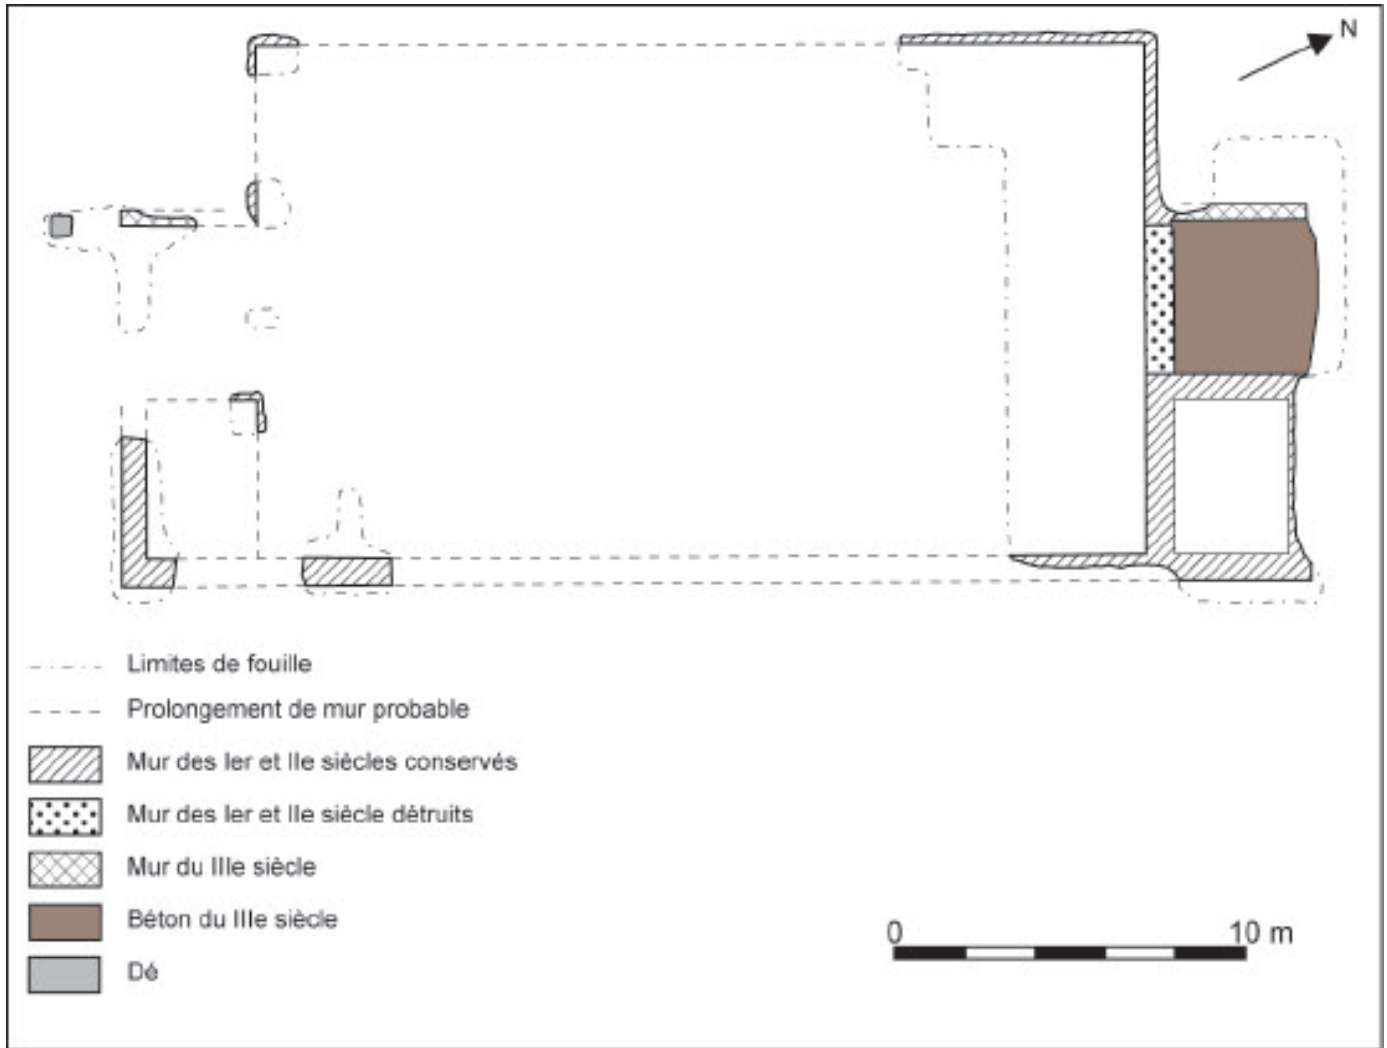 N
Limites de fouille
Prolongement de mur probable
Mur des Ier et IIe siècles conservés
Mur des Ier et IIe siècle détruits
Mur du IIIe siècle
Béton du IIIe siècle
Dé
0 10 m